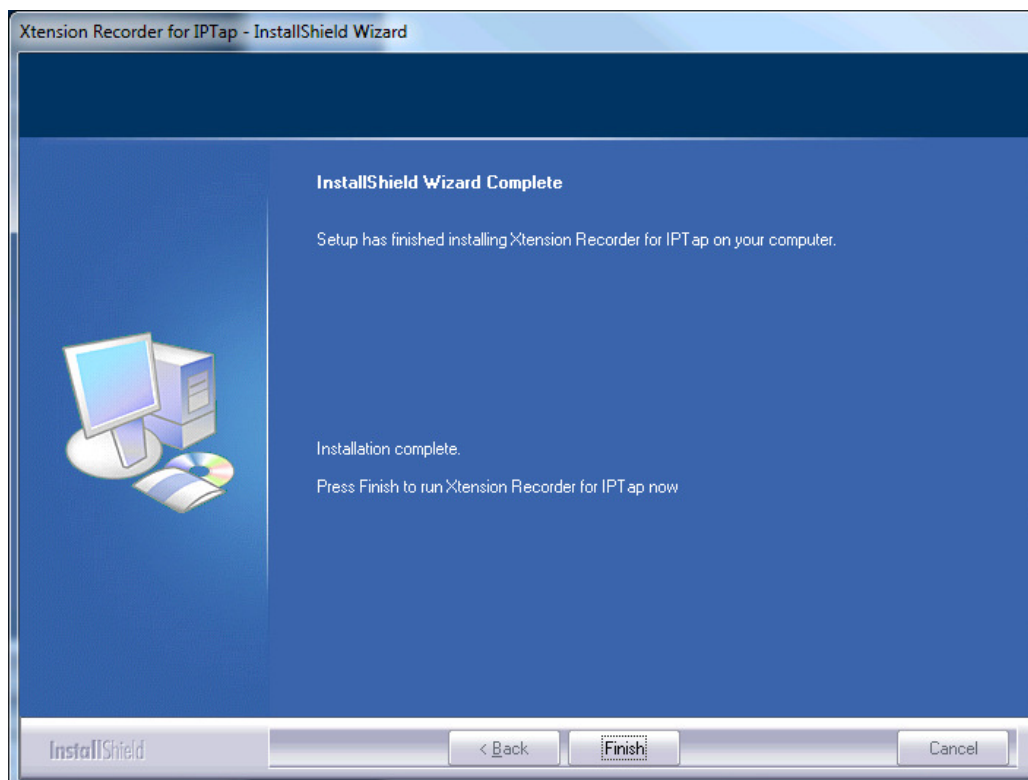 Xtension Recorder for IPTap - InstallShield Wizard
InstallShield Wizard Complete
Setup has finished installing Xtension Recorder for IPTap on your computer.
Installation complete.
Press Finish to run Xtension Recorder for IPTap now
InstallShield
< Back
Finish
Cancel